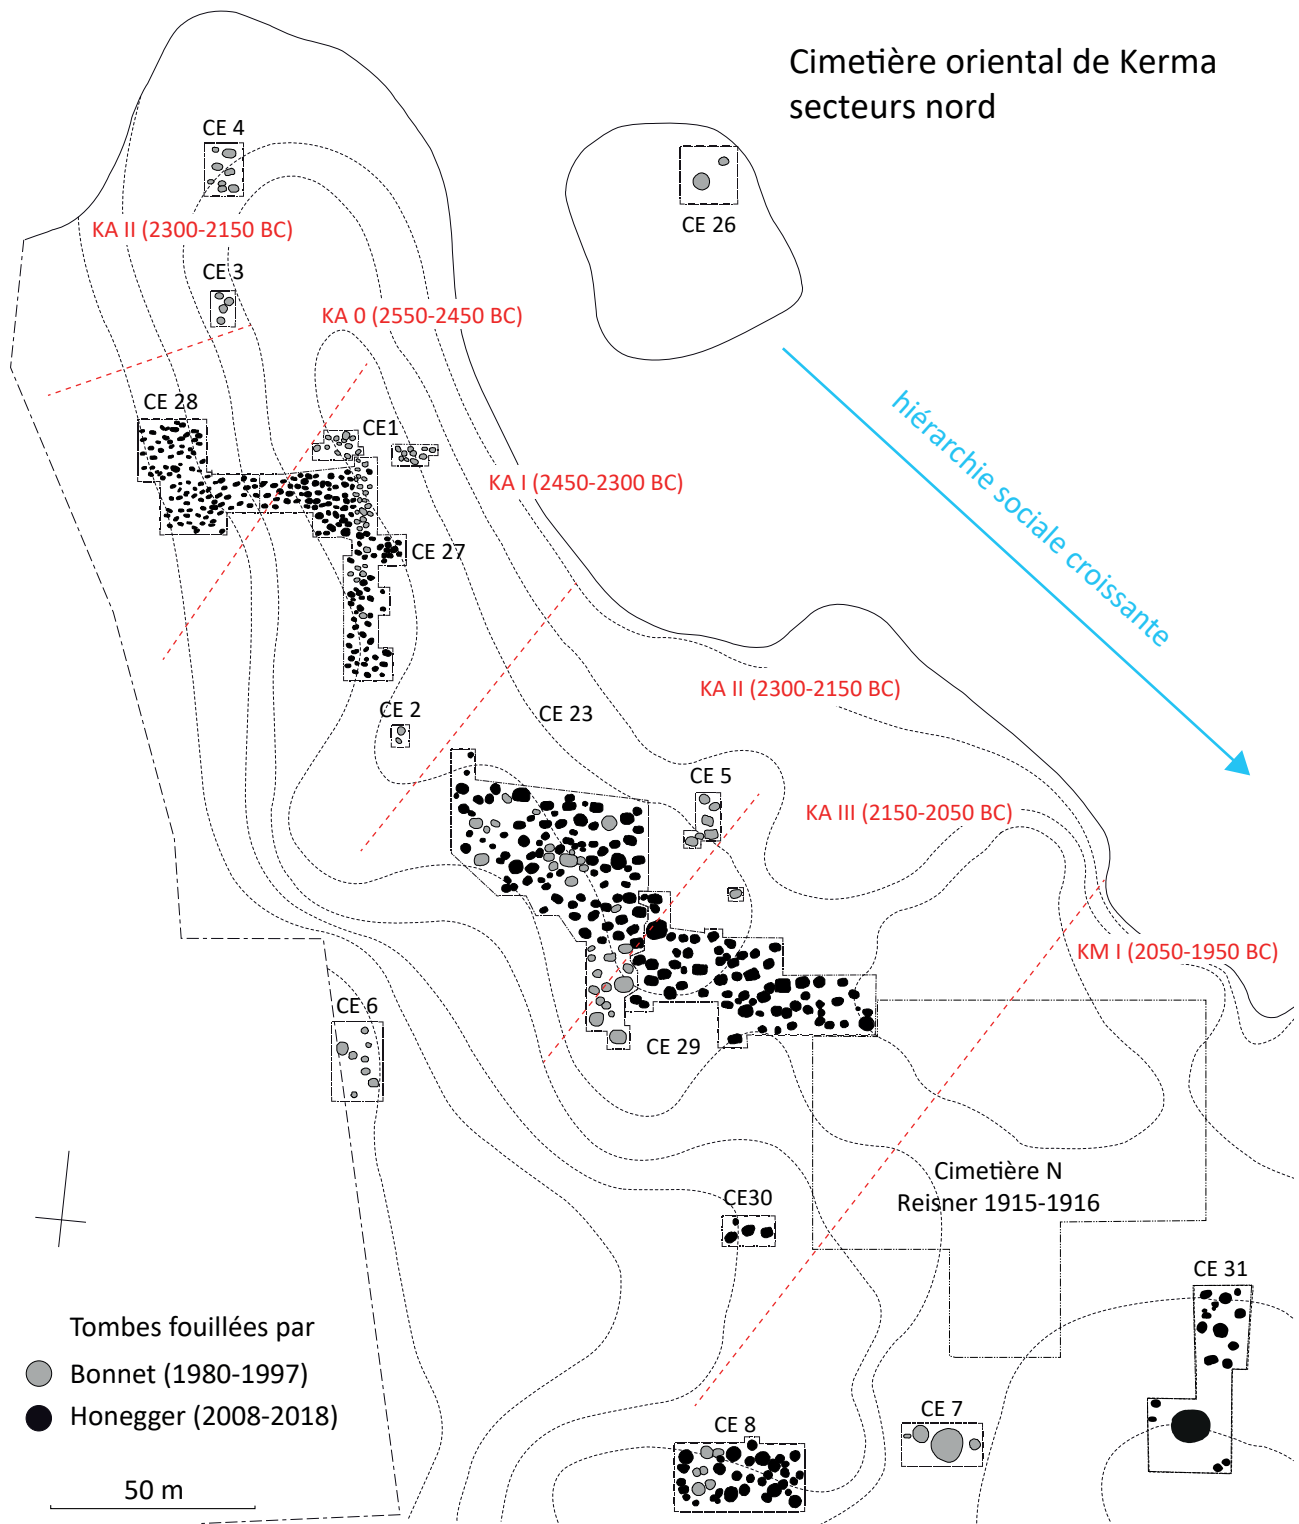 Cimetière oriental de Kerma
secteurs nord
CE 4
CE 26
KA II (2300-2150 BC)
CE 3
KA 0 (2550-2450 BC)
CE 28
CE1
hiérarchie sociale croissante
KA I (2450-2300 BC)
CE 27
KA II (2300-2150 BC)
CE 2
CE 23
CE 5
KA III (2150-2050 BC)
KM I (2050-1950 BC)
CE 6
CE 29
Cimetière N
Reisner 1915-1916
CE30
CE 31
Tombes fouillées par
Bonnet (1980-1997)
Honegger (2008-2018)
CE 7
CE 8
50 m